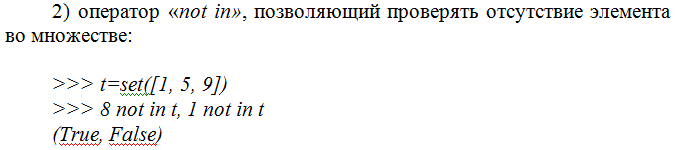 2) оператор «not in», позволяющий проверять отсутствие элемента
во множестве:
>>> t=set([1, 5, 9])
>>> 8 not in t, 1 not in t
(True, False)